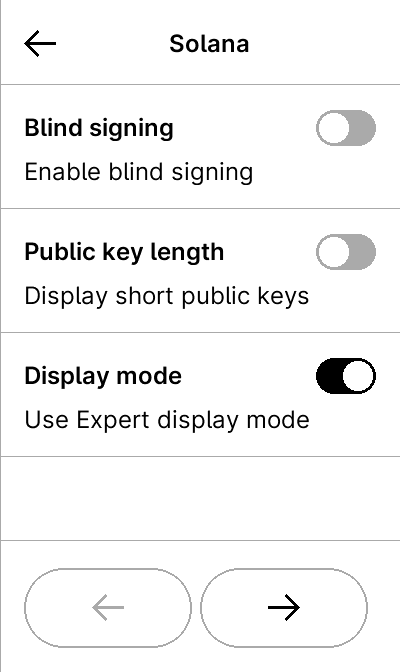 Solana
Blind signing
Enable blind signing
Public key length
Display short public keys
Display mode
Use Expert display mode